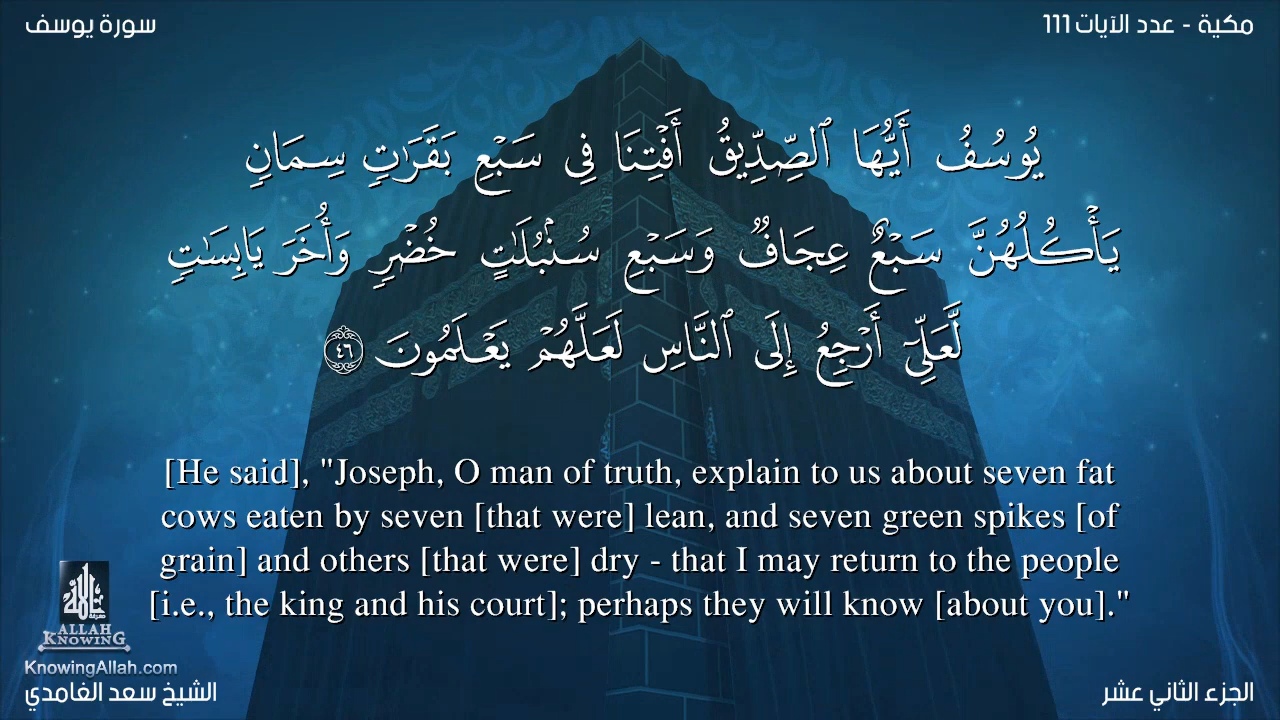 سورة يوسف
مكية - عدد الآيات 111
يُوسُفُ أَيُّهَا ٱلصِّدِّيقُ أَفْتِنَا فِى سَبْعِ بَقَرَٰتٍ سِمَانٍ
يَأْكُلُهُنَّ سَبْعٌ عِجَافٌ وَسَبْعِ سُنۢبُلَٰتٍ خُضْرٍ وَأُخَرَ يَابِسَٰتٍ
لَّعَلِّىٓ أَرْجِعُ إِلَى ٱلنَّاسِ لَعَلَّهُمْ يَعْلَمُونَ ٤٦
[He said], "Joseph, O man of truth, explain to us about seven fat
cows eaten by seven [that were] lean, and seven green spikes [of
grain] and others [that were] dry - that I may return to the people
[i.e., the king and his court]; perhaps they will know [about you]."
ALLAH
KNOWING
KnowingAllah.com
الشيخ سعد الغامدي
الجزء الثاني عشر